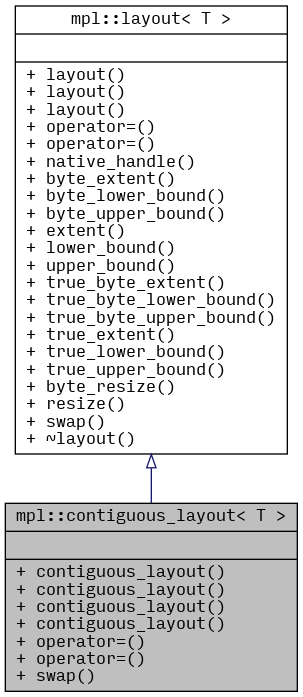 mpl::layout< T >
+ layout()
+ layout()
+ layout()
+ operator=()
+ operator=()
+ native_handle()
+ byte_extent()
+ byte_lower_bound()
+ byte_upper_bound()
+ extent()
+ lower_bound()
+ upper_bound()
+ true_byte_extent()
+ true_byte_lower_bound()
+ true_byte_upper_bound()
+ true_extent()
+ true_lower_bound()
+ true_upper_bound()
+ byte_resize()
+ resize()
+ swap()
+ ~layout()
mpl::contiguous_layout< T >
+ contiguous_layout()
+ contiguous_layout()
+ contiguous_layout()
+ contiguous_layout()
+ operator=()
+ operator=()
+ swap()